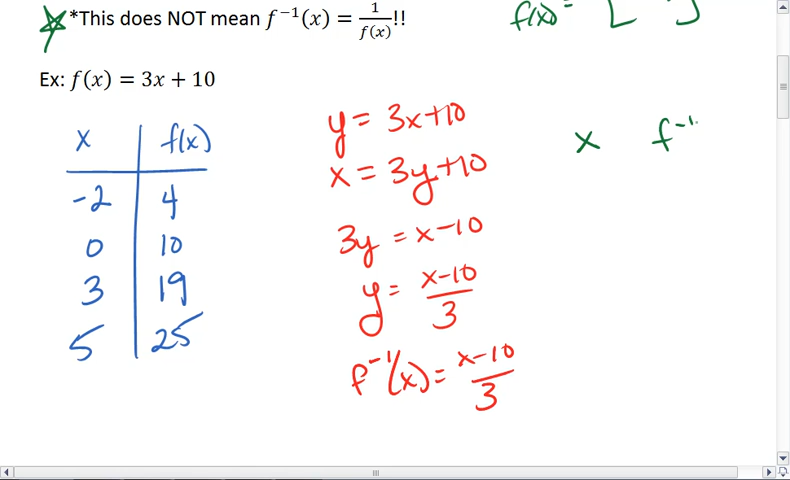 *This does NOT mean f⁻¹(x) = 1/f(x)!!
f(x) = [ ]
Ex: f(x) = 3x + 10
x f(x)
-2 4
0 10
3 19
5 25
y = 3x+10
x = 3y+10
3y = x-10
y = x-10/3
f⁻¹(x) = x-10/3
x f⁻¹